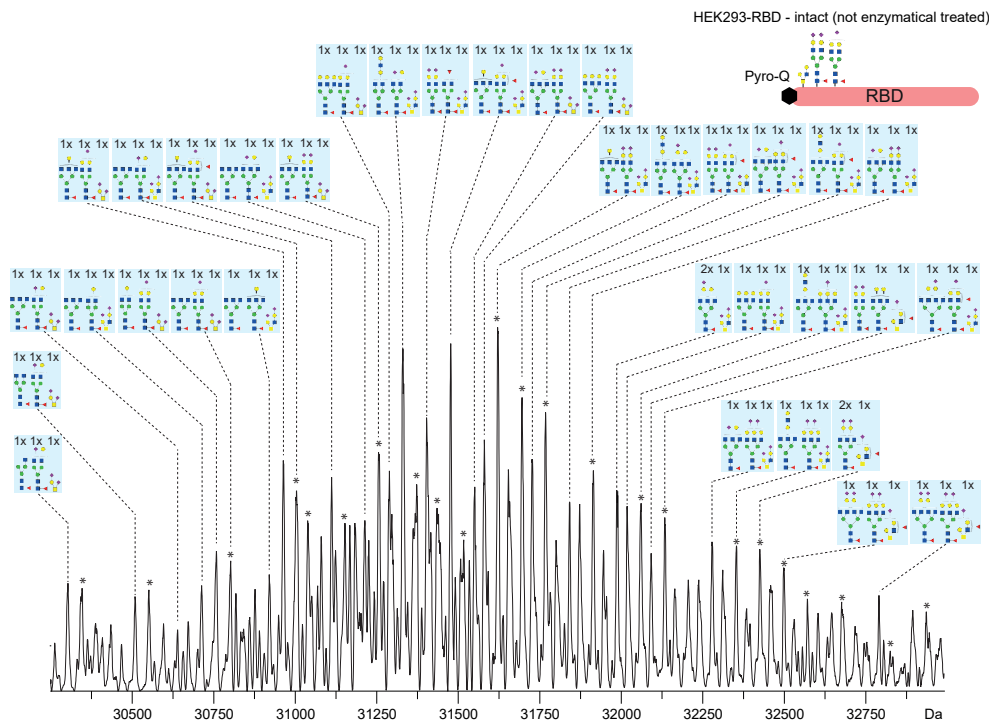 HEK293-RBD - intact (not enzymatical treated)
Pyro-Q
RBD
1x 1x 1x 1x 1x 1x 1x 1x 1x 1x 1x 1x 1x 1x 1x 1x 1x 1x
1x 1x 1x 1x 1x 1x 1x 1x 1x 1x 1x 1x 1x 1x 1x 1x 1x 1x
1x 1x 1x 1x 1x 1x 1x 1x 1x 1x 1x 1x 1x 1x 1x
2x 1x 1x 1x 1x 1x 1x 1x 1x 1x 1x 1x 1x 1x
1x 1x 1x 1x 1x 1x 1x 1x 1x 1x 1x 1x 1x 1x 1x
1x 1x 1x
1x 1x 1x 1x 1x 1x 2x 1x
1x 1x 1x
1x 1x 1x 1x 1x 1x
* * * * * * * * * * * * * * * * * * * * * * * *
30500 30750 31000 31250 31500 31750 32000 32250 32500 32750 Da